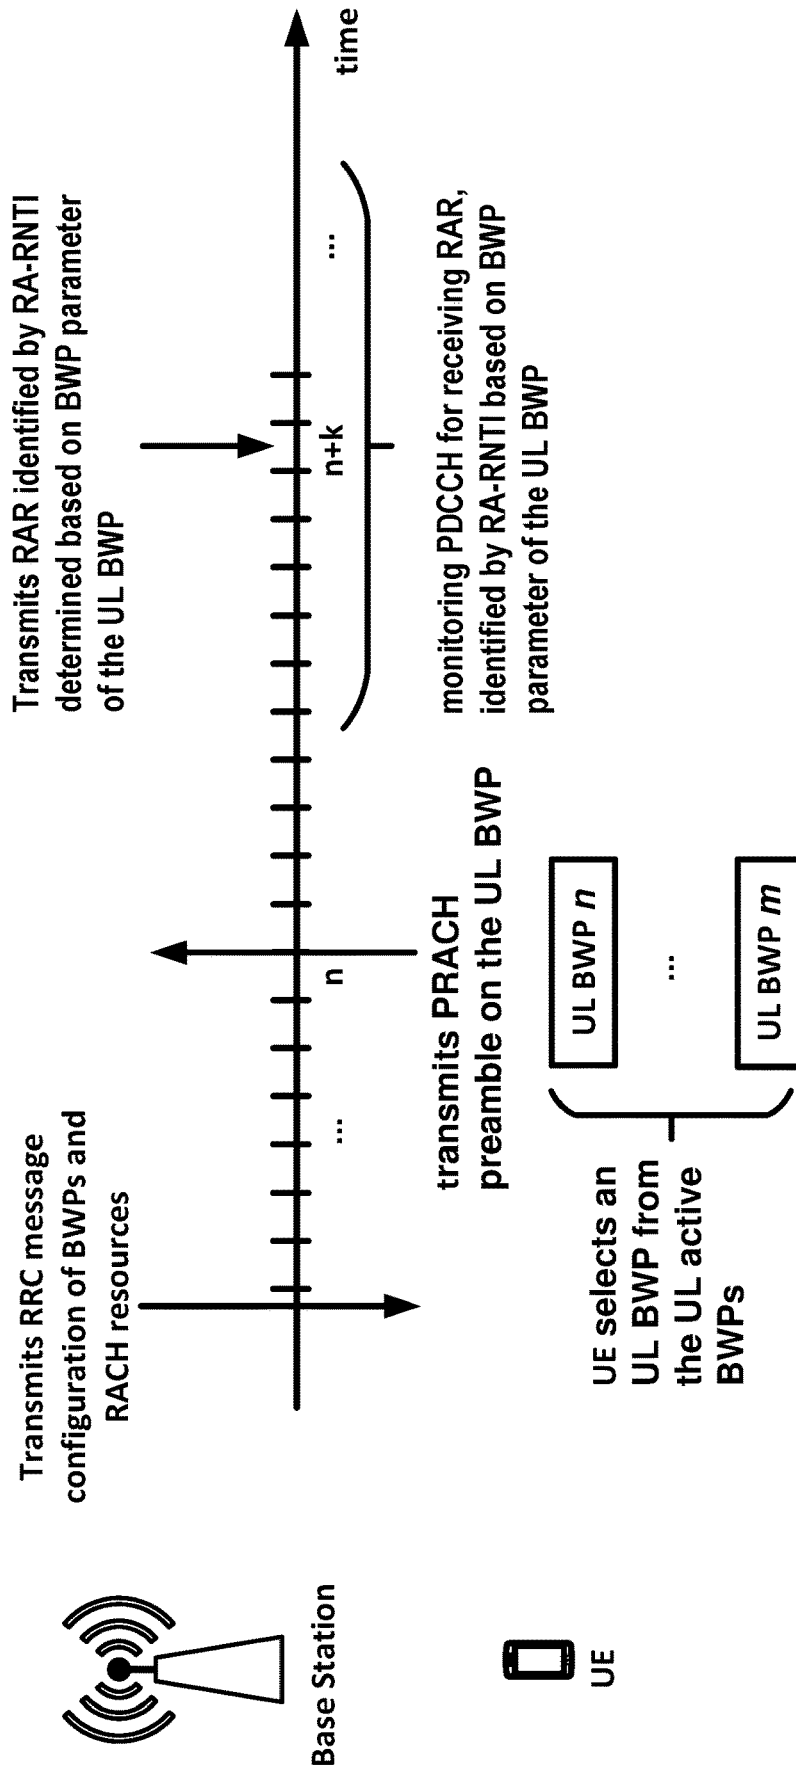 Transmits RRC message
configuration of BWPs and
RACH resources
Transmits RAR identified by RA-RNTI
determined based on BWP parameter
of the UL BWP
...
n
n+k
...
time
Base Station
transmits PRACH
preamble on the UL BWP
monitoring PDCCH for receiving RAR,
identified by RA-RNTI based on BWP
parameter of the UL BWP
UE
UE selects an
UL BWP from
the UL active
BWPs
UL BWP n
...
UL BWP m